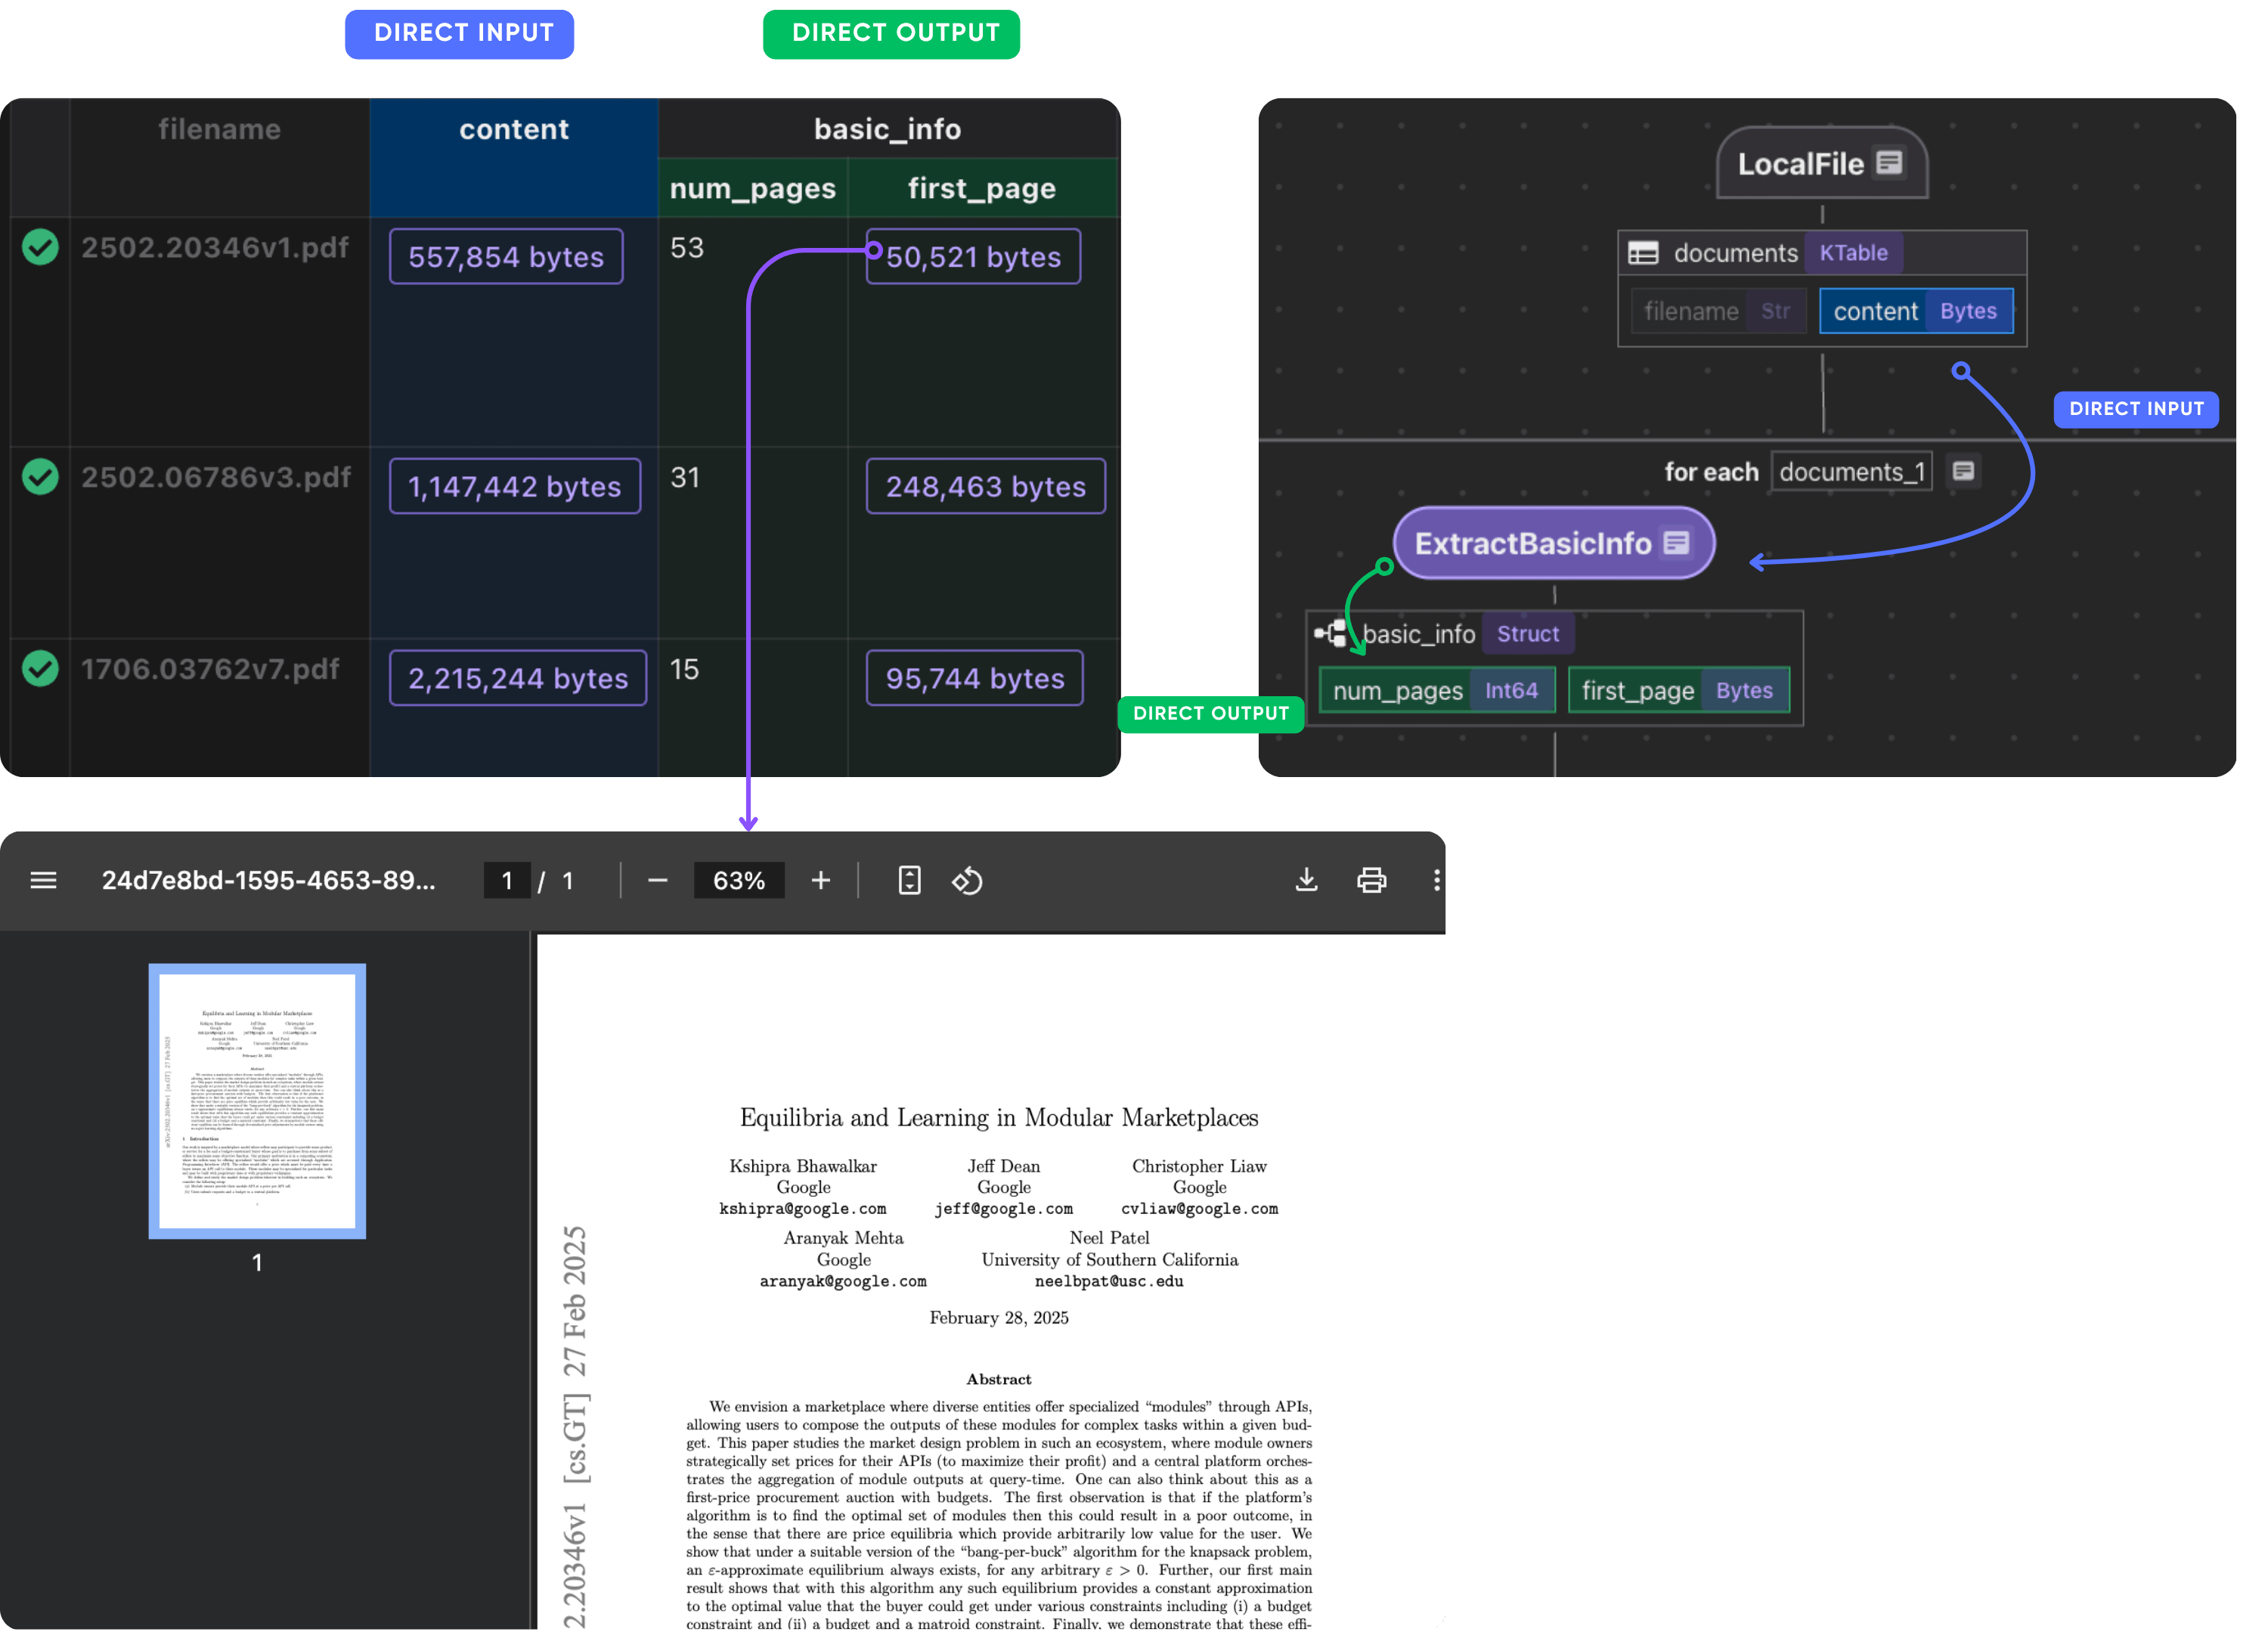 DIRECT INPUT
DIRECT OUTPUT
filename
content
basic_info
num_pages
first_page
2502.20346v1.pdf
557,854 bytes
53
50,521 bytes
2502.06786v3.pdf
1,147,442 bytes
31
248,463 bytes
1706.03762v7.pdf
2,215,244 bytes
15
95,744 bytes
LocalFile
documents KTable
filename Str
content Bytes
DIRECT INPUT
for each documents_1
ExtractBasicInfo
basic_info Struct
num_pages Int64
first_page Bytes
DIRECT OUTPUT
24d7e8bd-1595-4653-89...
1 / 1
63%
Equilibria and Learning in Modular Marketplaces
1
2.20346v1 [cs.GT] 27 Feb 2025
Equilibria and Learning in Modular Marketplaces
Kshipra Bhawalkar
Google
kshipra@google.com
Jeff Dean
Google
jeff@google.com
Christopher Liaw
Google
cvliaw@google.com
Aranyak Mehta
Google
aranyak@google.com
Neel Patel
University of Southern California
neelbpat@usc.edu
February 28, 2025
Abstract
We envision a marketplace where diverse entities offer specialized “modules” through APIs,
allowing users to compose the outputs of these modules for complex tasks within a given bud-
get. This paper studies the market design problem in such an ecosystem, where module owners
strategically set prices for their APIs (to maximize their profit) and a central platform orches-
trates the aggregation of module outputs at query-time. One can also think about this as a
first-price procurement auction with budgets. The first observation is that if the platform’s
algorithm is to find the optimal set of modules then this could result in a poor outcome, in
the sense that there are price equilibria which provide arbitrarily low value for the user. We
show that under a suitable version of the “bang-per-buck” algorithm for the knapsack problem,
an ε-approximate equilibrium always exists, for any arbitrary ε > 0. Further, our first main
result shows that with this algorithm any such equilibrium provides a constant approximation
to the optimal value that the buyer could get under various constraints including (i) a budget
constraint and (ii) a budget and a matroid constraint. Finally, we demonstrate that these effi-